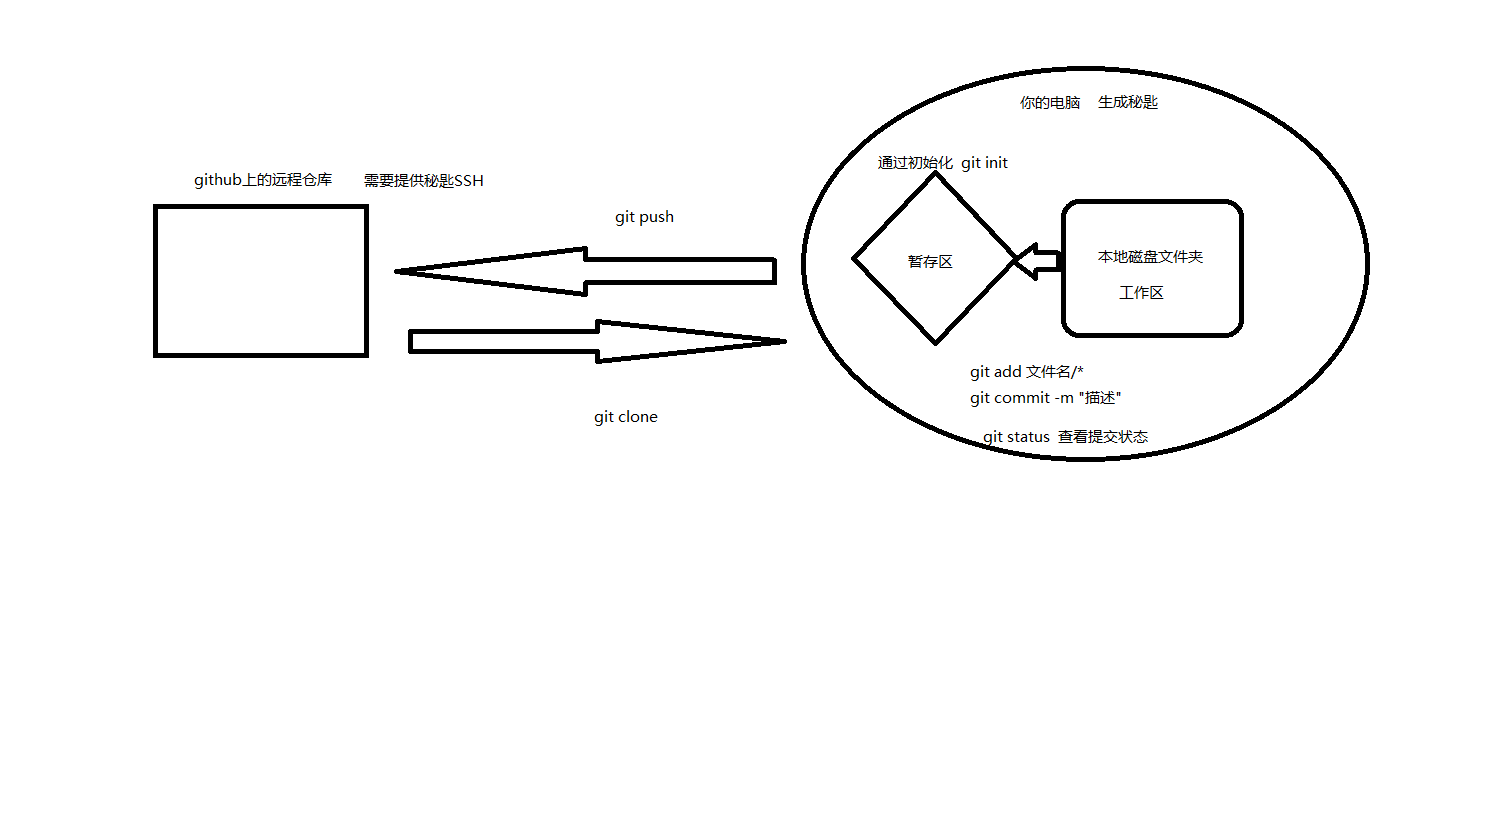 你的电脑 生成秘匙
通过初始化 git init
github上的远程仓库 需要提供秘匙SSH
git push
暂存区
本地磁盘文件夹
工作区
git clone
git add 文件名/*
git commit -m "描述"
git status 查看提交状态